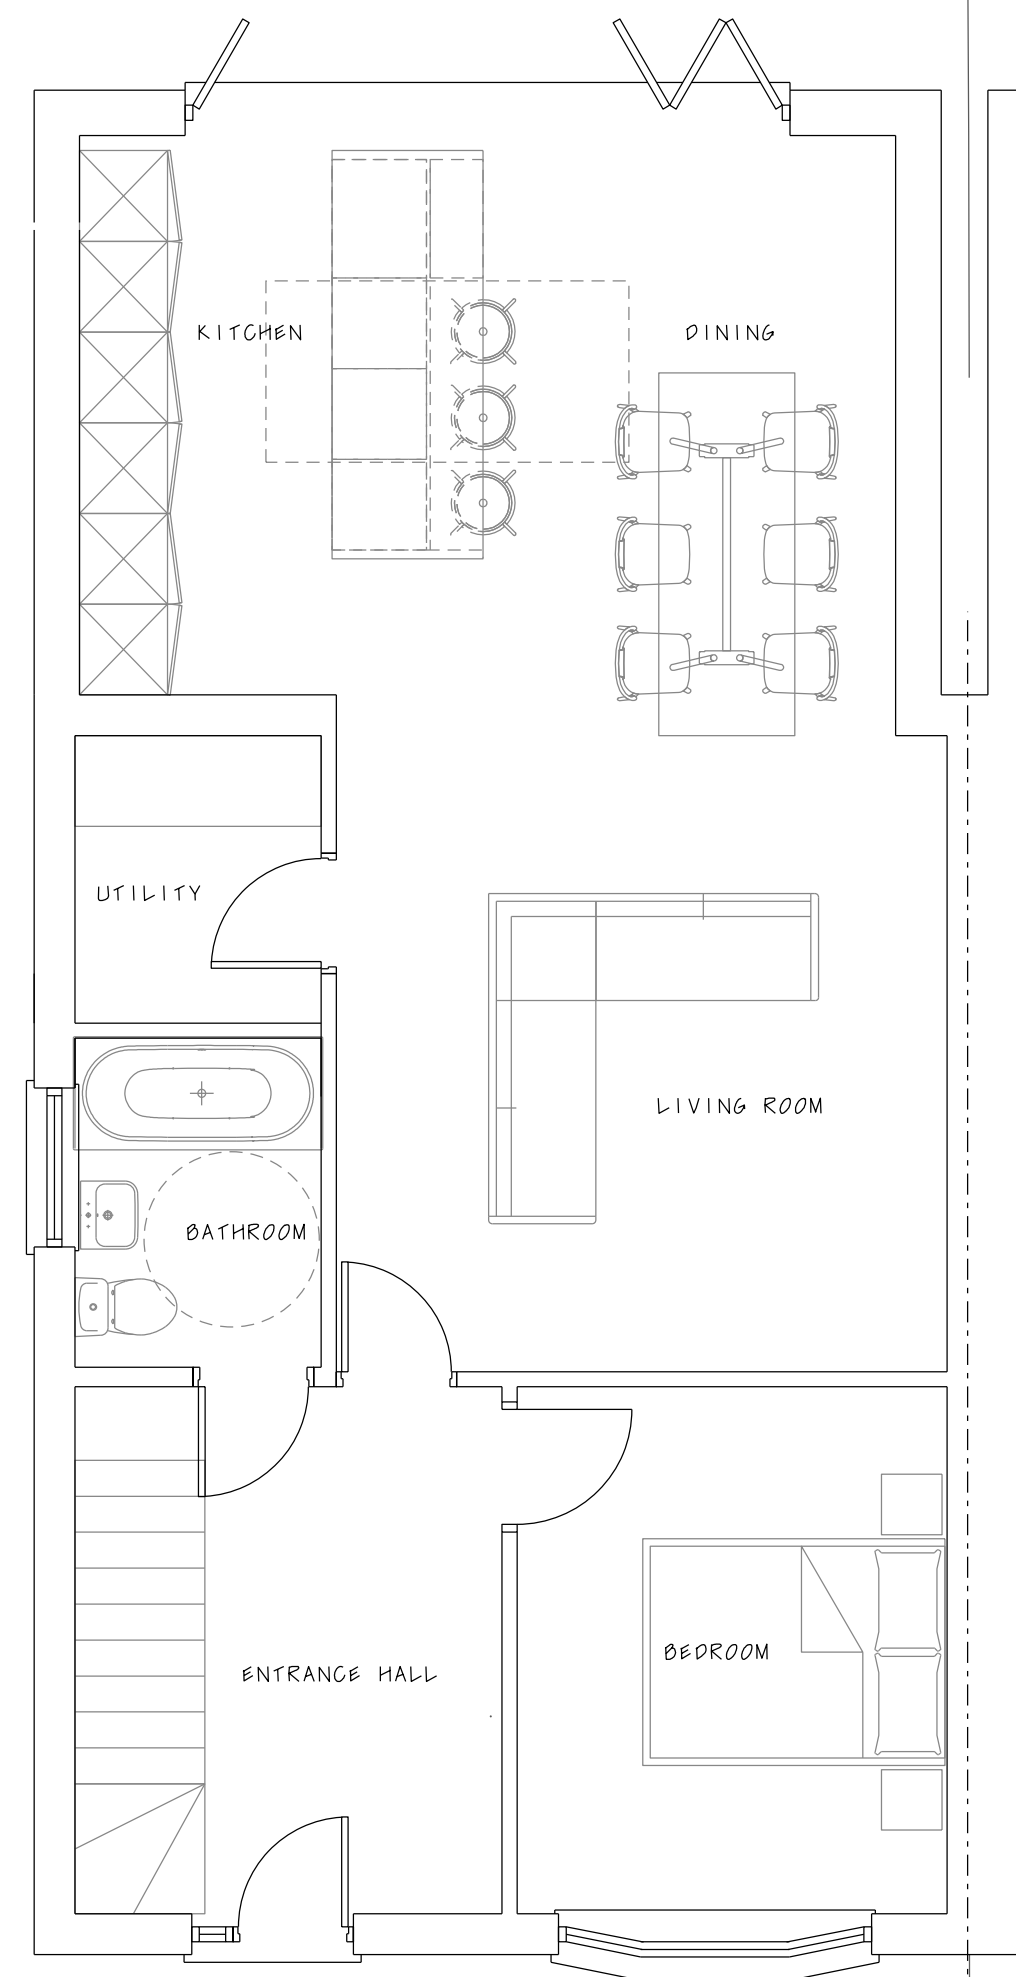 KITCHEN
DINING
UTILITY
LIVING ROOM
BATHROOM
ENTRANCE HALL
BEDROOM